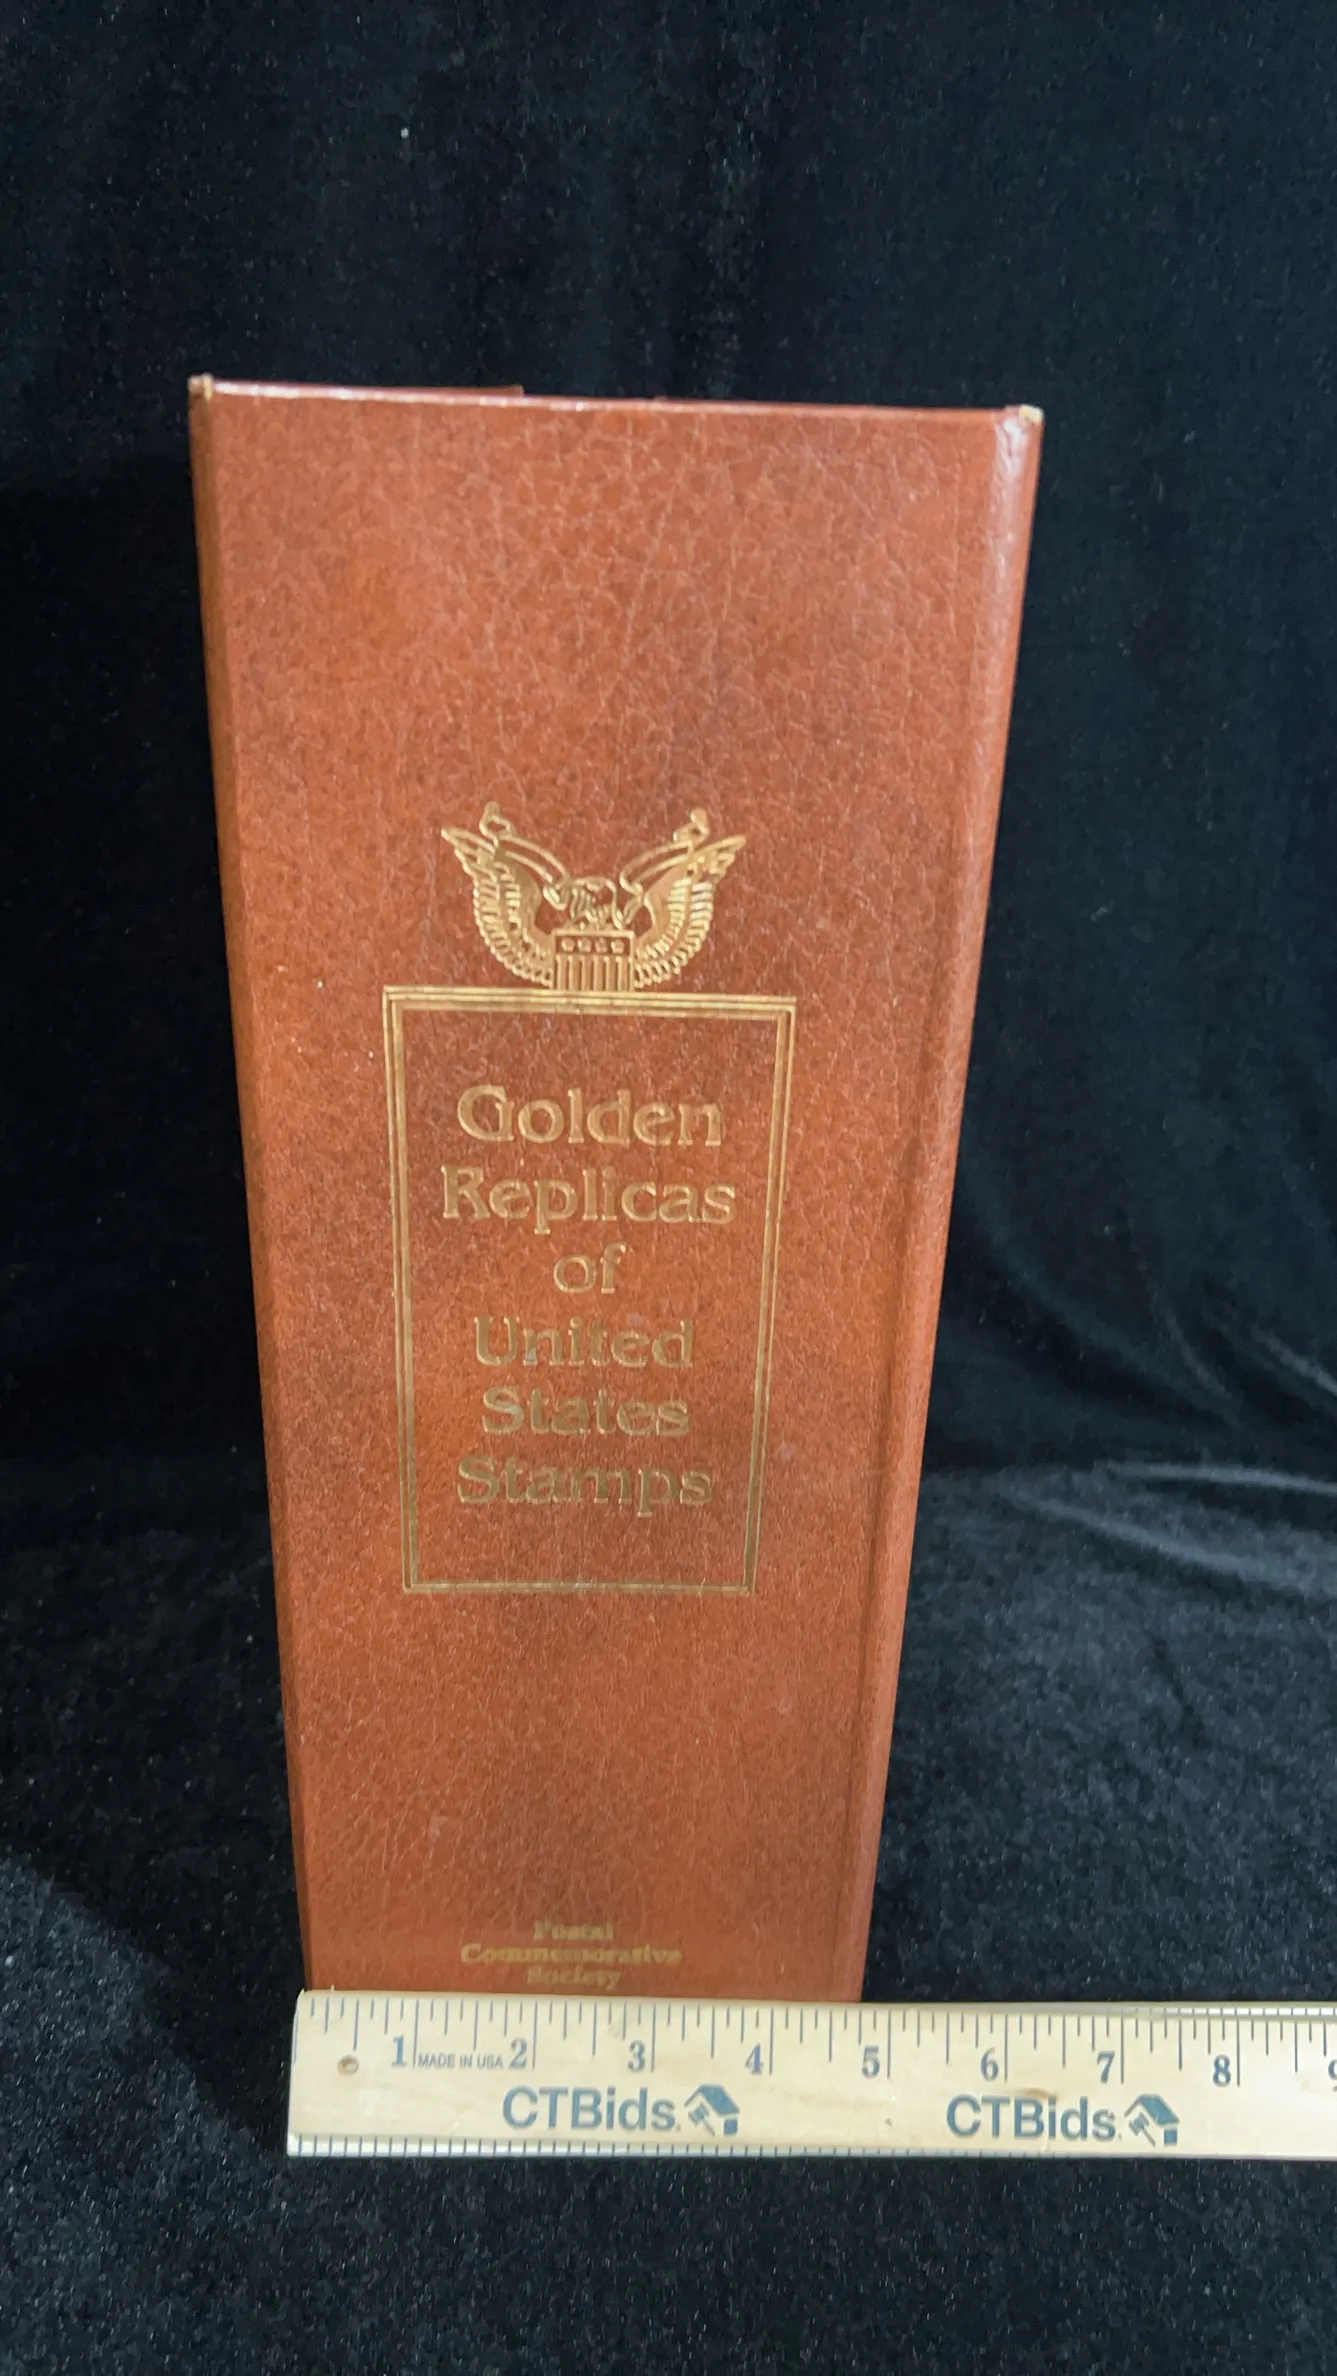 Golden
Replicas
of
United
States
Stamps
Postal
Commemorative
Society
1 MADE IN USA 2 3 4 5 6 7 8 9
CTBids. CTBids.